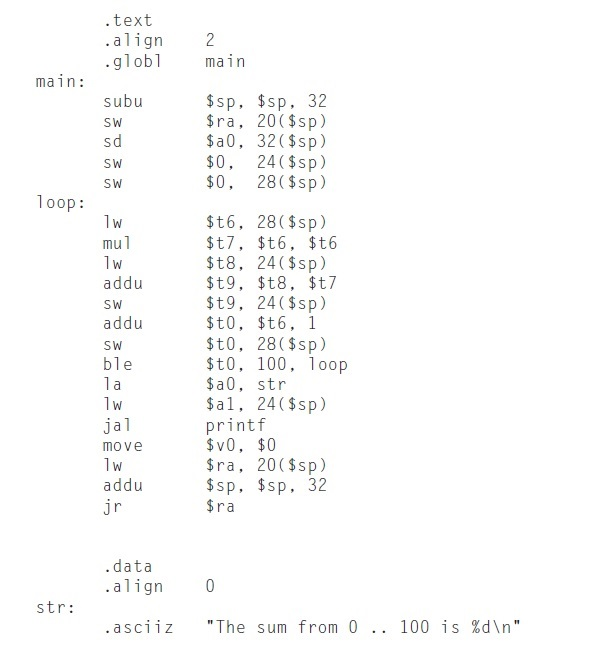 .text
.align 2
.globl main
main:
subu $sp, $sp, 32
sw $ra, 20($sp)
sd $a0, 32($sp)
sw $0, 24($sp)
sw $0, 28($sp)
loop:
lw $t6, 28($sp)
mul $t7, $t6, $t6
lw $t8, 24($sp)
addu $t9, $t8, $t7
sw $t9, 24($sp)
addu $t0, $t6, 1
sw $t0, 28($sp)
ble $t0, 100, loop
la $a0, str
lw $a1, 24($sp)
jal printf
move $v0, $0
lw $ra, 20($sp)
addu $sp, $sp, 32
jr $ra
.data
.align 0
str:
.asciiz "The sum from 0 .. 100 is %d\n"